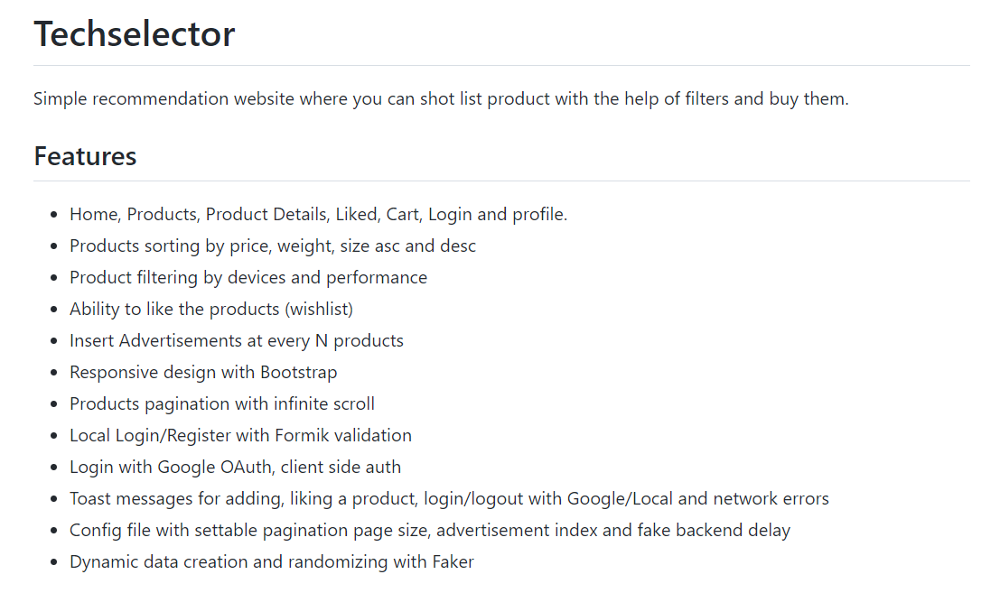 Techselector
Simple recommendation website where you can shot list product with the help of filters and buy them.
Features
Home, Products, Product Details, Liked, Cart, Login and profile.
Products sorting by price, weight, size asc and desc
Product filtering by devices and performance
Ability to like the products (wishlist)
Insert Advertisements at every N products
Responsive design with Bootstrap
Products pagination with infinite scroll
Local Login/Register with Formik validation
Login with Google OAuth, client side auth
Toast messages for adding, liking a product, login/logout with Google/Local and network errors
Config file with settable pagination page size, advertisement index and fake backend delay
Dynamic data creation and randomizing with Faker